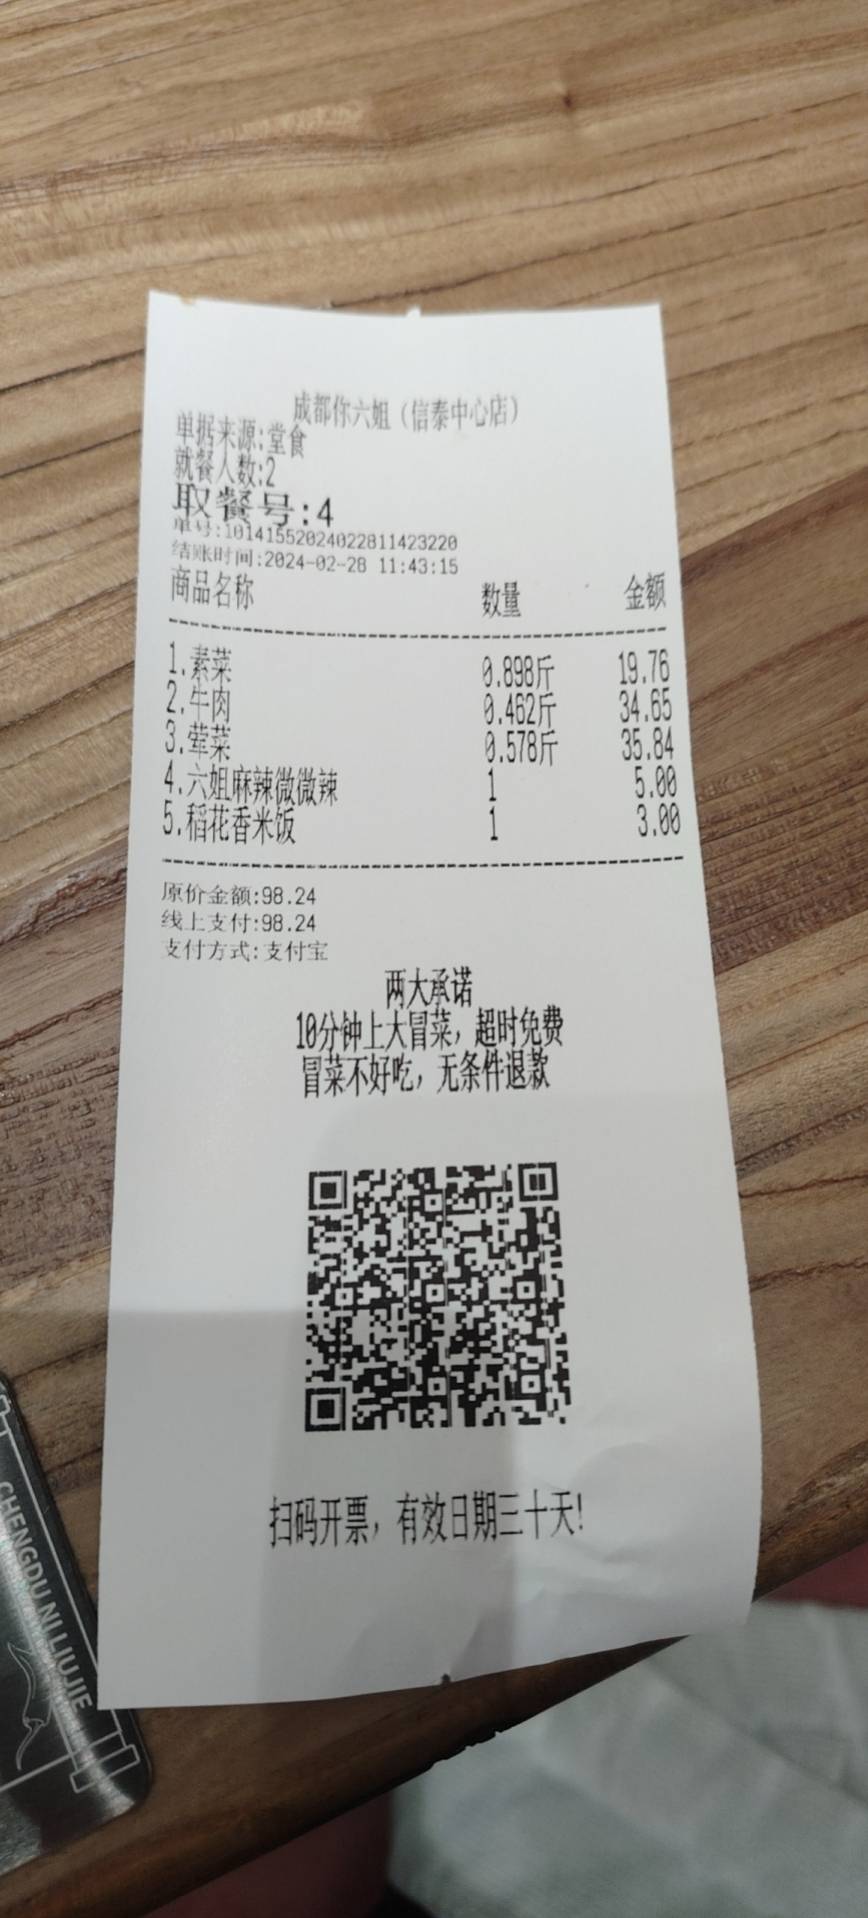 成都你六姐（信泰中心店）
单据来源:堂食
就餐人数:2
取餐号:4
单号:10141552024022811423220
结账时间:2024-02-28 11:43:15
商品名称 数量 金额
1.素菜 0.898斤 19.76
2.牛肉 0.462斤 34.65
3.荤菜 0.578斤 35.84
4.六姐麻辣微微辣 1 5.00
5.稻花香米饭 1 3.00
原价金额:98.24
线上支付:98.24
支付方式:支付宝
两大承诺
10分钟上大冒菜，超时免费
冒菜不好吃，无条件退款
扫码开票，有效日期三十天!
CHENGDU NI LIUJIE